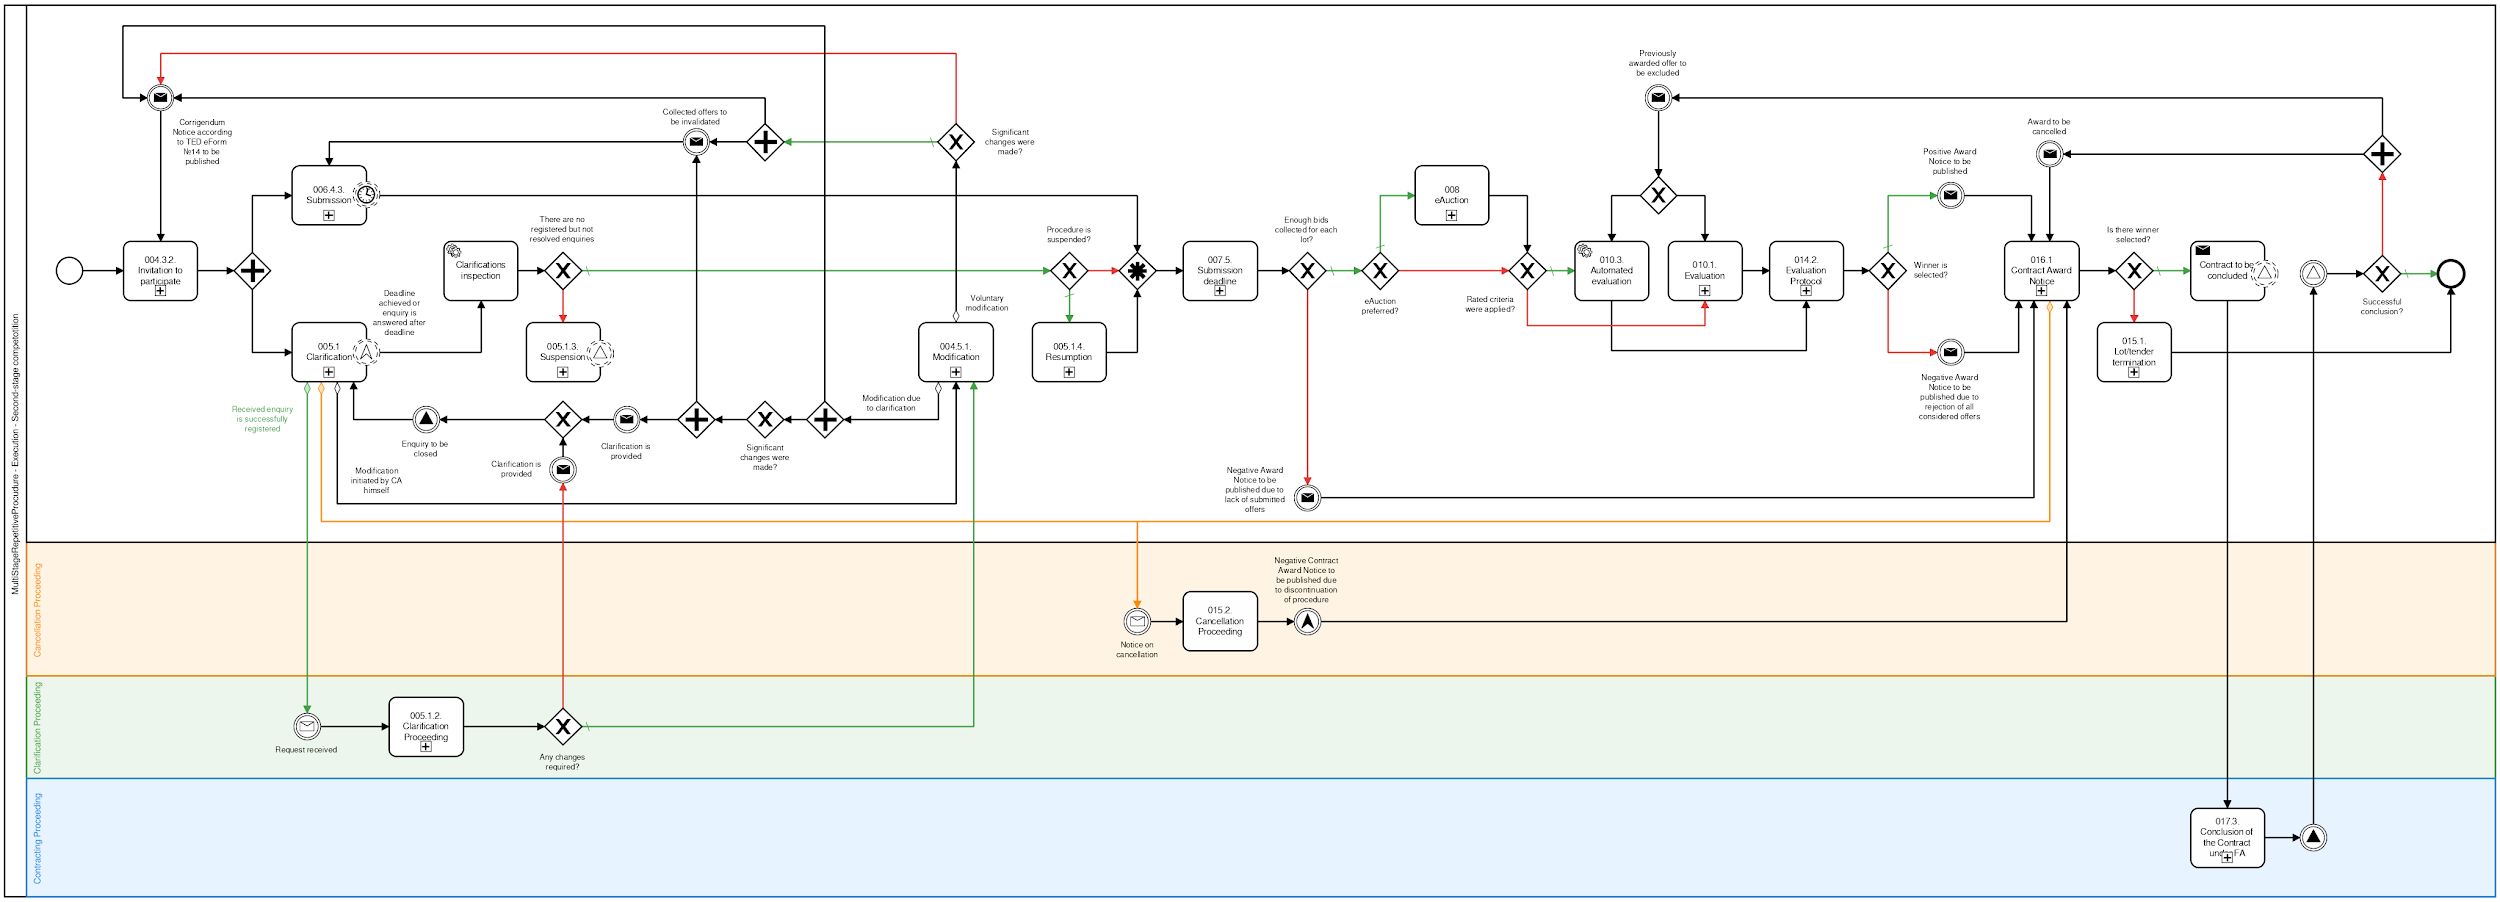 MultiStageRepetitiveProcudure - Execution - Second-stage competotition
Previously
awarded offer to
be excluded
Collected offers to
be invalidated
Corrigendum
Notice according
to TED eForm
№14 to be
published
Significant
changes were
made?
Award to be
cancelled
Positive Award
Notice to be
published
006.4.3.
Submission
008
eAuction
There are no
registered but not
resolved enquiries
Procedure is
suspended?
Enough bids
collected for each
lot?
Is there winner
selected?
004.3.2.
Invitation to
participate
Clarifications
inspection
007.5.
Submission
deadline
010.3.
Automated
evaluation
010.1.
Evaluation
014.2.
Evaluation
Protocol
Winner is
selected?
016.1
Contract Award
Notice
Contract to be
concluded
Deadline
achieved or
enquiry is
answered after
deadline
Voluntary
modification
eAuction
preferred?
Rated criteria
were applied?
Successful
conclusion?
005.1
Clarification
005.1.3.
Suspension
004.5.1.
Modification
005.1.4.
Resumption
015.1.
Lot/tender
termination
Negative Award
Notice to be
published due to
rejection of all
considered offers
Received enquiry
is successfully
registered
Modification due
to clarification
Enquiry to be
closed
Clarification is
provided
Significant
changes were
made?
Clarification is
provided
Modification
initiated by CA
himself
Negative Award
Notice to be
published due to
lack of submitted
offers
Cancellation Proceeding
Negative Contract
Award Notice to
be published due
to discontinuation
of procedure
015.2.
Cancellation
Proceeding
Notice on
cancellation
Clarification Proceeding
005.1.2.
Clarification
Proceeding
Request received
Any changes
required?
Contracting Proceeding
017.3.
Conclusion of
the Contract
under FA